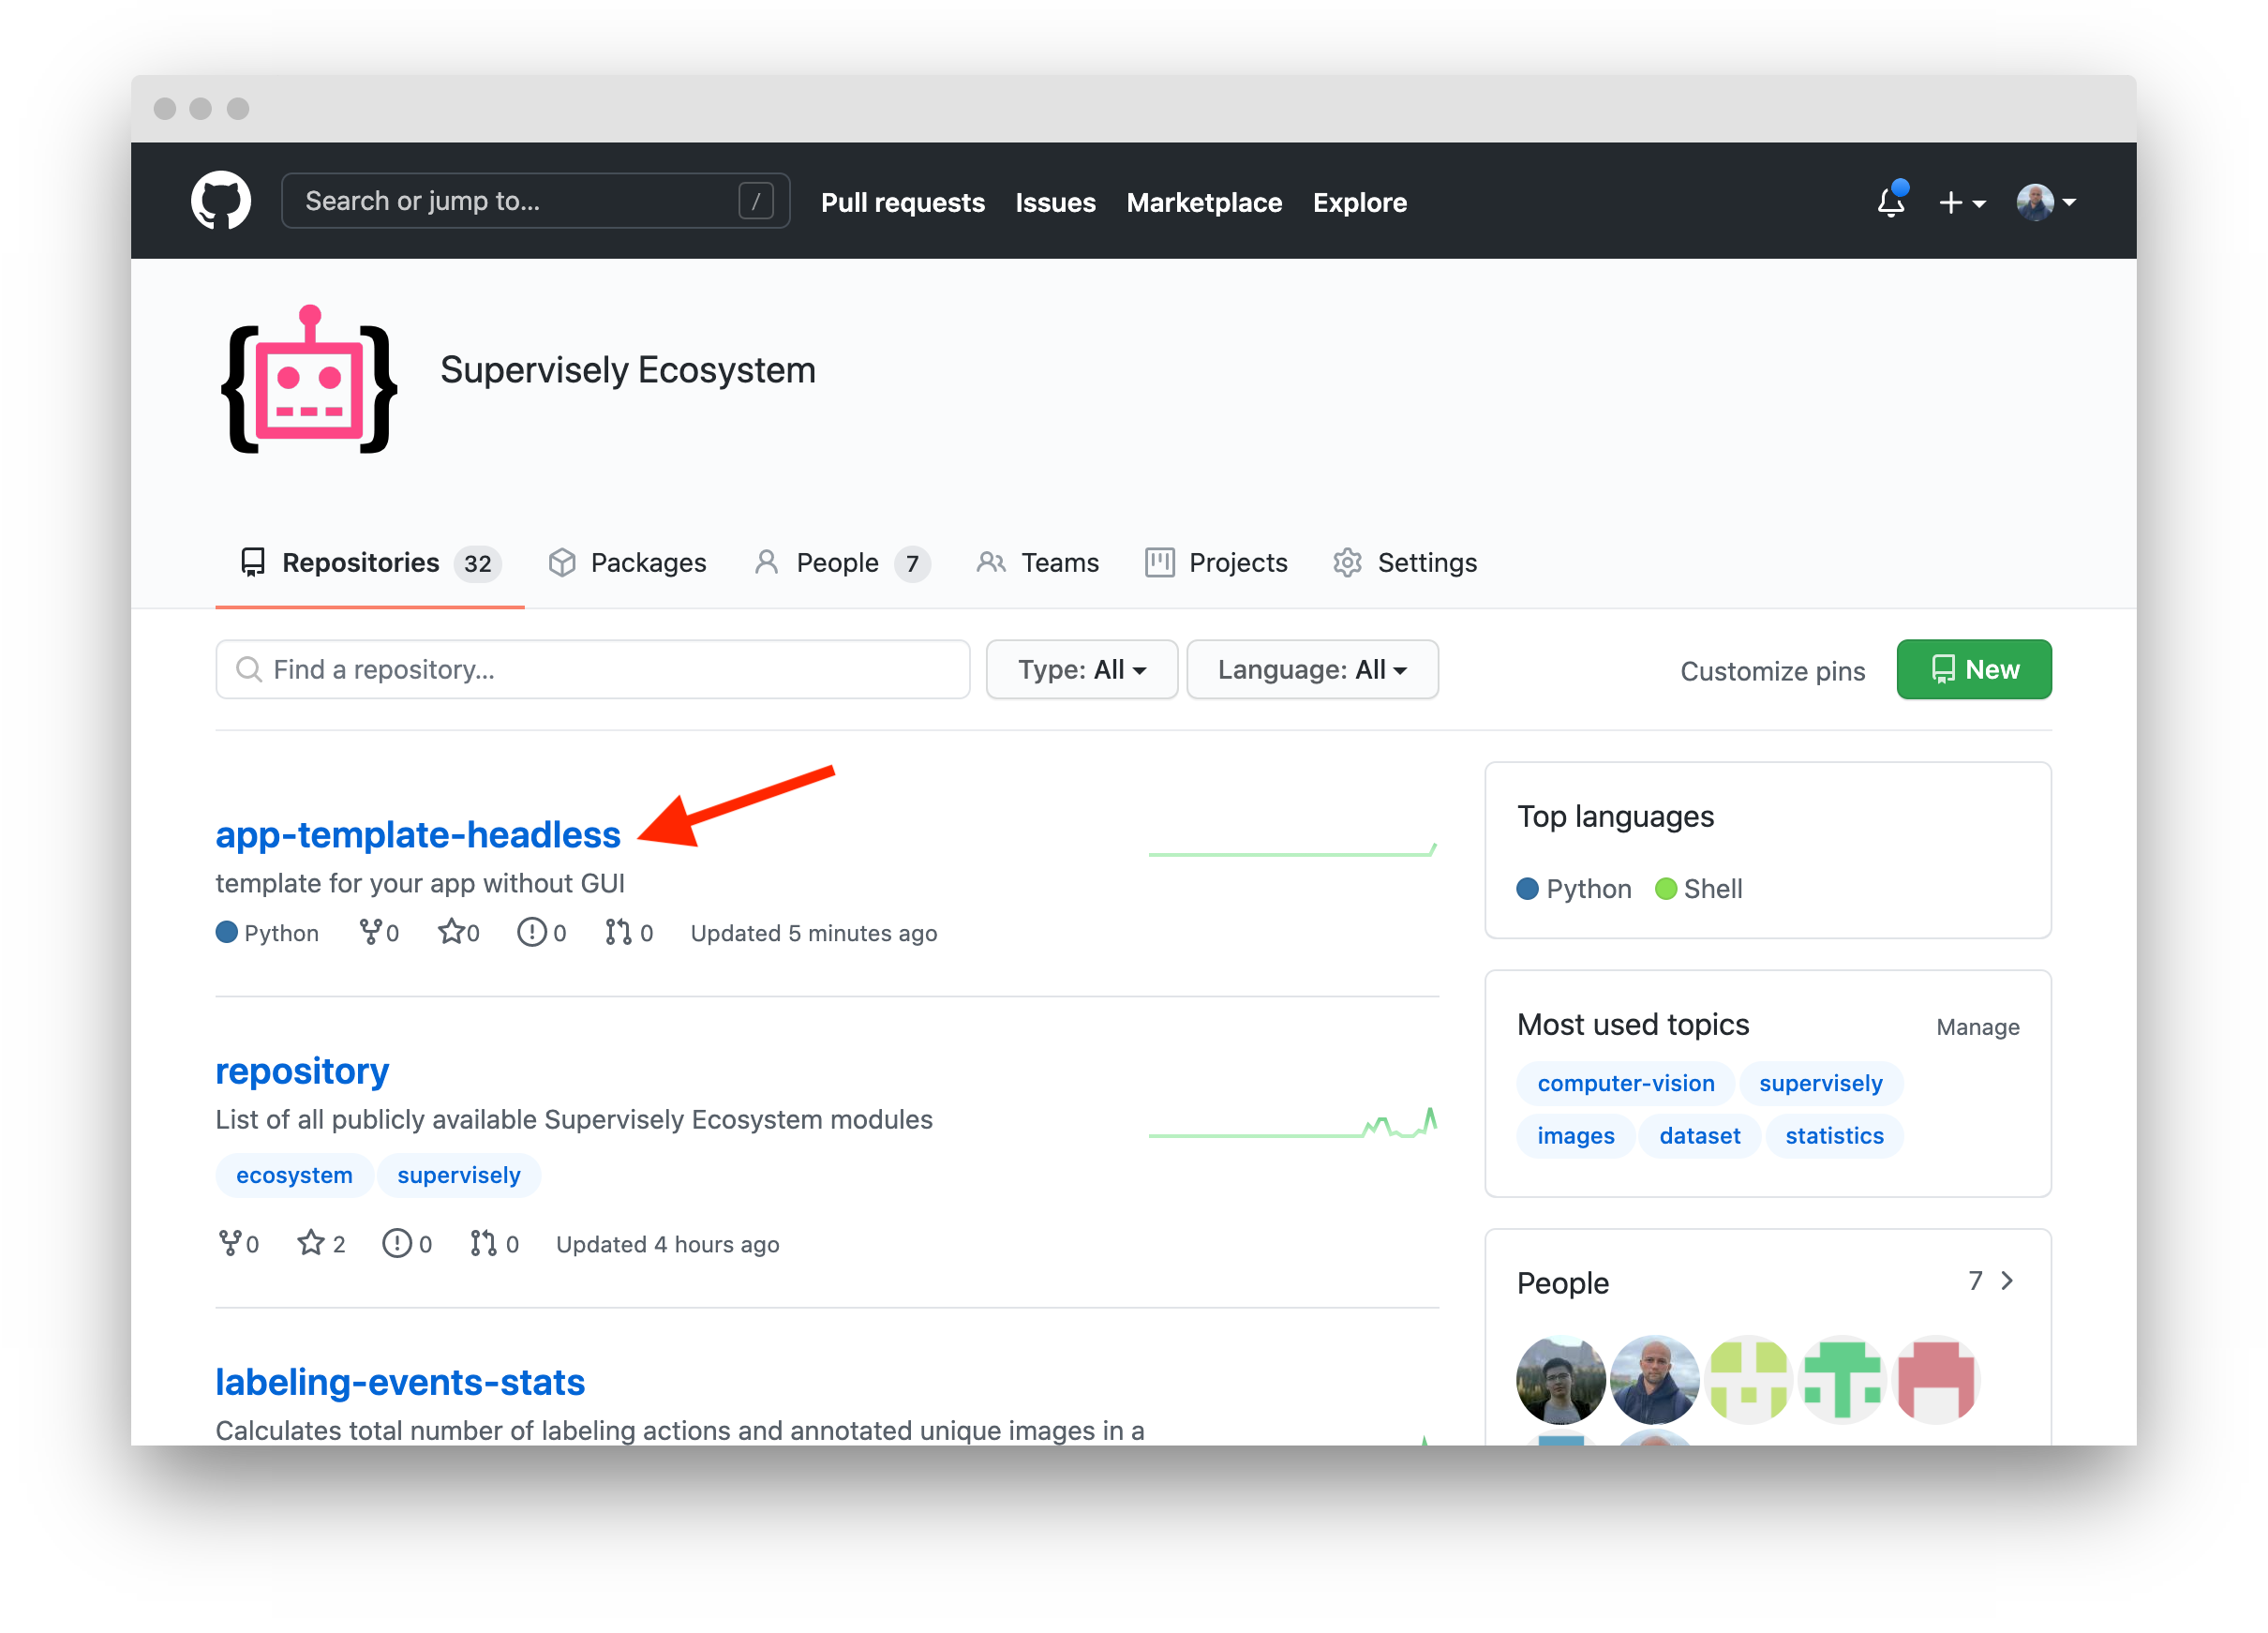 Search or jump to... /
Pull requests Issues Marketplace Explore
Supervisely Ecosystem
Repositories 32 Packages People 7 Teams Projects Settings
Find a repository... Type: All Language: All Customize pins New
app-template-headless
template for your app without GUI
Python 0 0 0 0 Updated 5 minutes ago
repository
List of all publicly available Supervisely Ecosystem modules
ecosystem supervisely
0 2 0 0 Updated 4 hours ago
labeling-events-stats
Calculates total number of labeling actions and annotated unique images in a
Top languages
Python Shell
Most used topics Manage
computer-vision supervisely
images dataset statistics
People 7